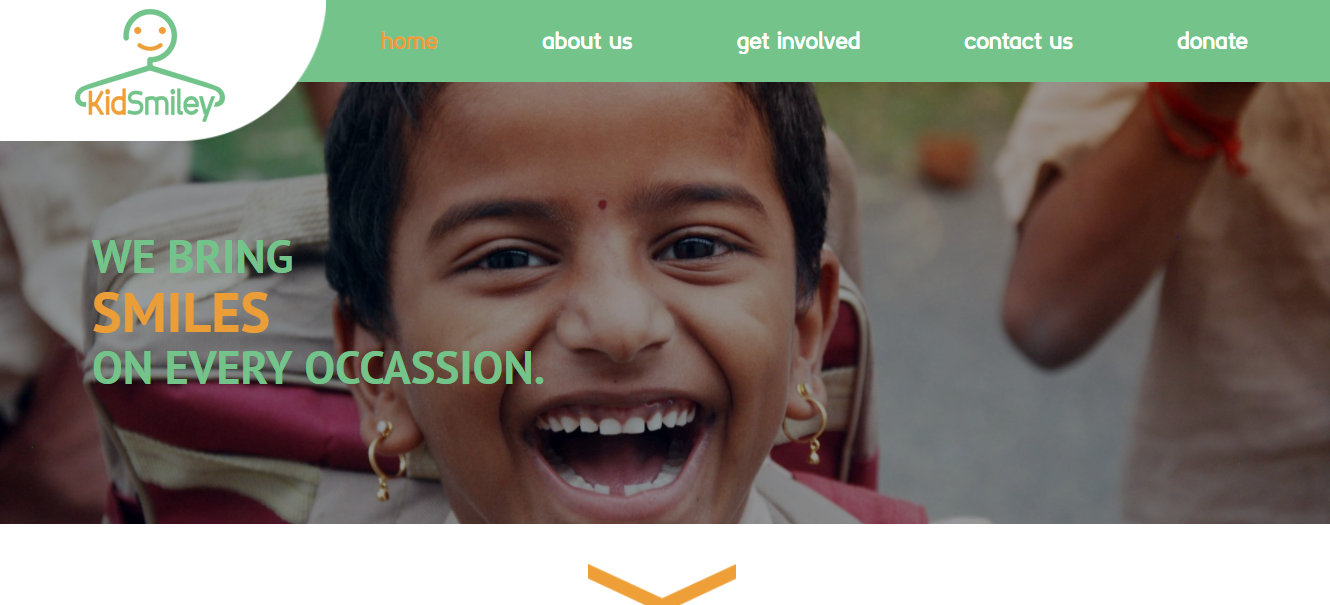 KidSmiley
home about us get involved contact us donate
WE BRING
SMILES
ON EVERY OCCASSION.